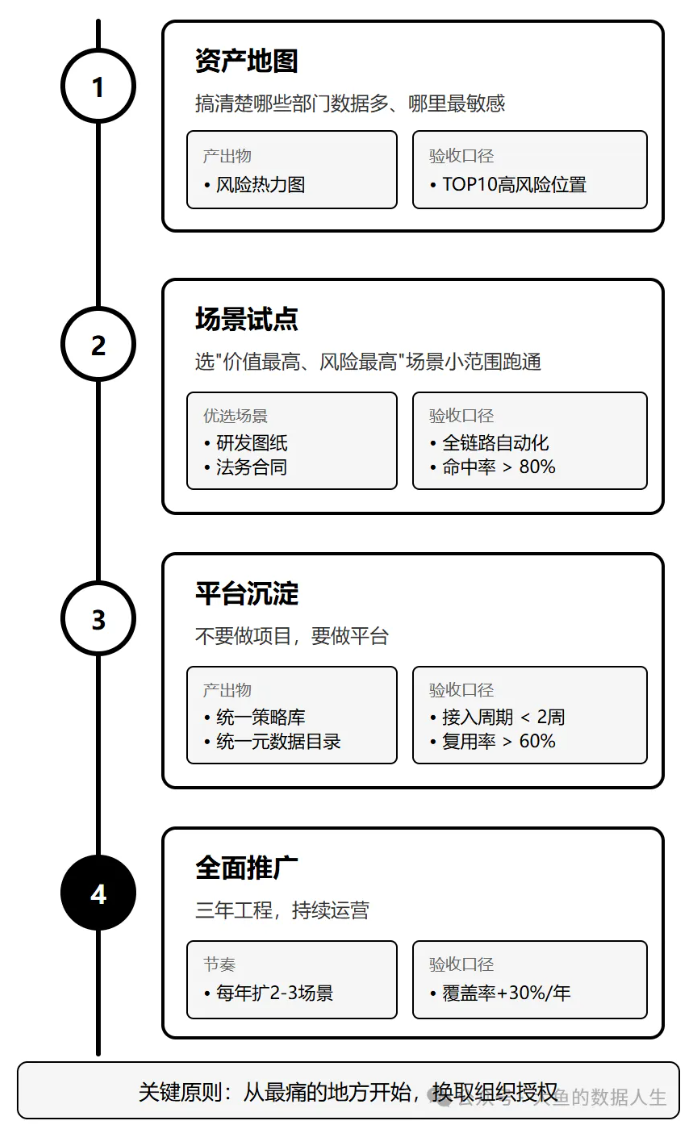 1
资产地图
搞清楚哪些部门数据多、哪里最敏感
产出物
• 风险热力图
验收口径
• TOP10高风险位置
2
场景试点
选"价值最高、风险最高"场景小范围跑通
优选场景
• 研发图纸
• 法务合同
验收口径
• 全链路自动化
• 命中率 > 80%
3
平台沉淀
不要做项目，要做平台
产出物
• 统一策略库
• 统一元数据目录
验收口径
• 接入周期 < 2周
• 复用率 > 60%
4
全面推广
三年工程，持续运营
节奏
• 每年扩2-3场景
验收口径
• 覆盖率+30%/年
关键原则：从最痛的地方开始，换取组织授权
鱼的数据人生